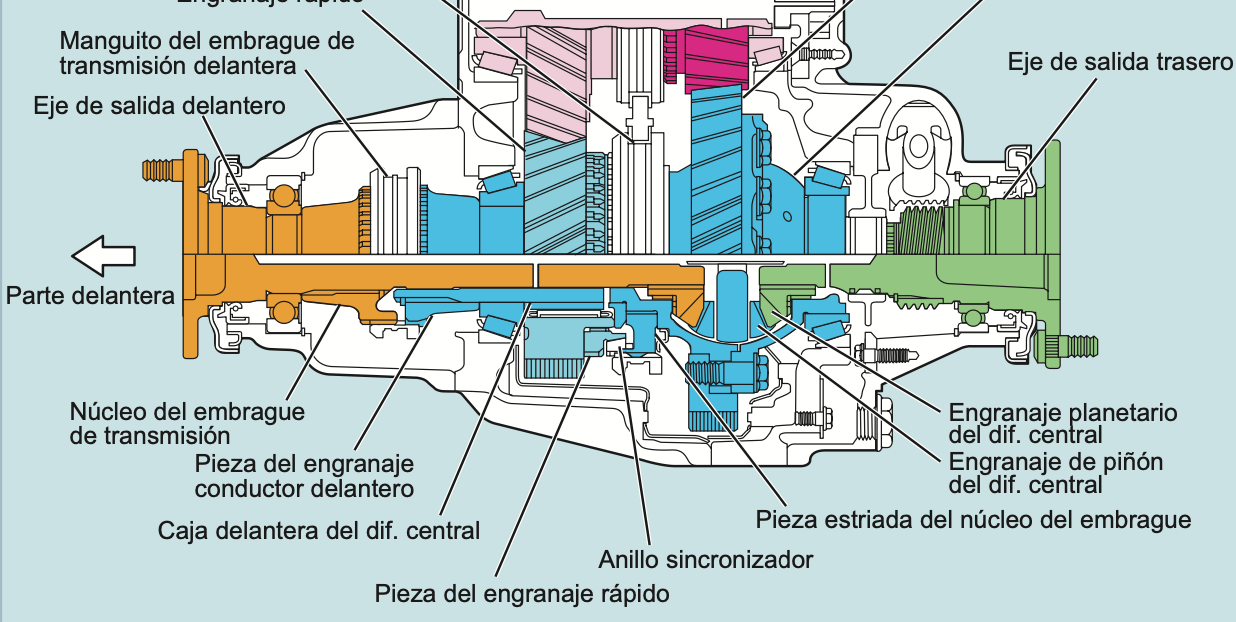 Engranaje rápido
Manguito del embrague de
transmisión delantera
Eje de salida trasero
Eje de salida delantero
Parte delantera
Núcleo del embrague
de transmisión
Engranaje planetario
del dif. central
Pieza del engranaje
conductor delantero
Engranaje de piñón
del dif. central
Caja delantera del dif. central
Pieza estriada del núcleo del embrague
Anillo sincronizador
Pieza del engranaje rápido